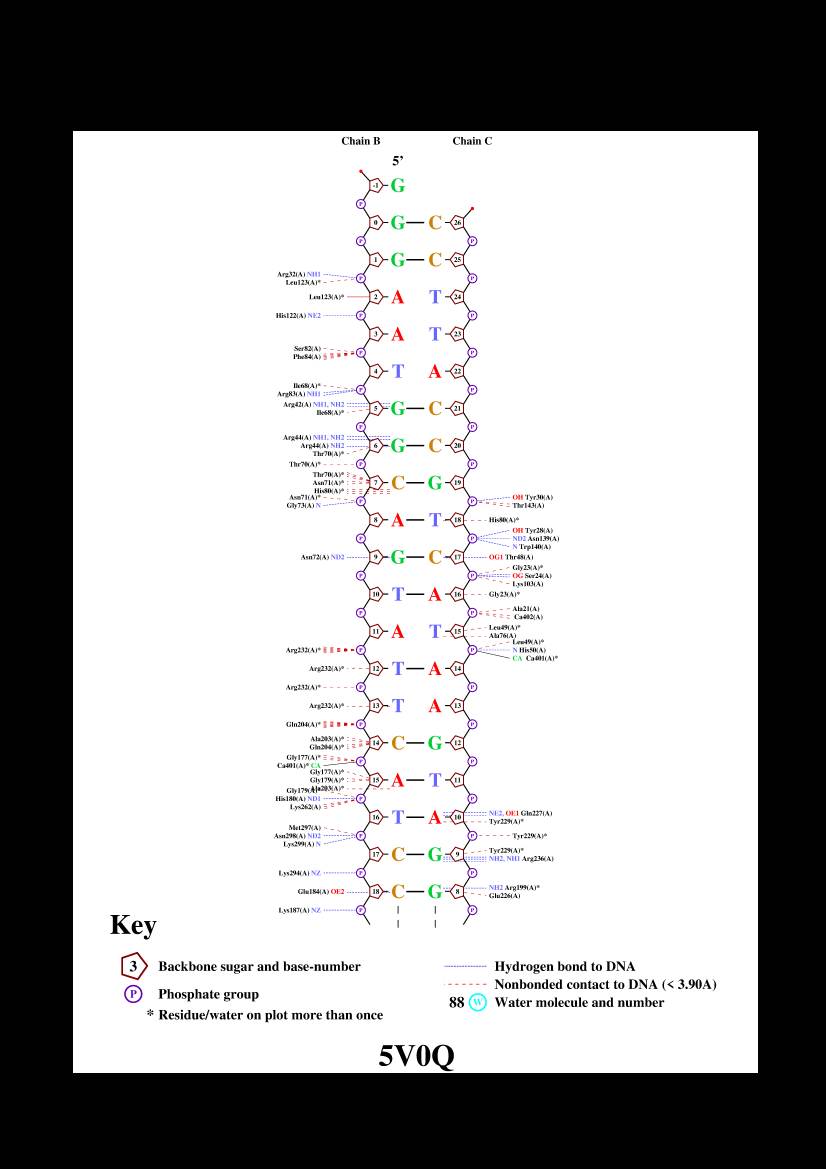 Chain B Chain C
5'
-1 G
P
0 G C 26
P P
1 G C 25
Arg32(A) NH1 P P
Leu123(A)*
Leu123(A)* 2 A T 24
His122(A) NE2 P P
3 A T 23
Ser82(A) P P
Phe84(A)
4 T A 22
Ile68(A)* P P
Arg83(A) NH1
Arg42(A) NH1, NH2 5 G C 21
Ile68(A)*
P P
Arg44(A) NH1, NH2
Arg44(A) NH2 6 G C 20
Thr70(A)*
Thr70(A)* P P
Thr70(A)*
Asn71(A)* 7 C G 19
His80(A)*
Asn71(A)* P P OH Tyr30(A)
Gly73(A) N Thr143(A)
8 A T 18 His80(A)*
OH Tyr28(A)
P P ND2 Asn139(A)
N Trp140(A)
Asn72(A) ND2 9 G C 17 OG1 Thr48(A)
Gly23(A)*
P P OG Ser24(A)
Lys103(A)
10 T A 16 Gly23(A)*
P P Ala21(A)
Ca402(A)
11 A T 15 Leu49(A)*
Ala76(A)
Leu49(A)*
Arg232(A)* P P N His50(A)
CA Ca401(A)*
Arg232(A)* 12 T A 14
Arg232(A)* P P
Arg232(A)* 13 T A 13
Gln204(A)* P P
Ala203(A)* 14 C G 12
Gln204(A)*
Gly177(A)* P P
Ca401(A)* CA
Gly177(A)*
Gly179(A)* 15 A T 11
Ala203(A)*
Gly179(A)*
His180(A) ND1 P P
Lys262(A)
16 T A 10 NE2, OE1 Gln227(A)
Tyr229(A)*
Met297(A)
Asn298(A) ND2 P P Tyr229(A)*
Lys299(A) N
17 C G 9 Tyr229(A)*
NH2, NH1 Arg236(A)
Lys294(A) NZ P P
Glu184(A) OE2 18 C G 8 NH2 Arg199(A)*
Glu226(A)
Lys187(A) NZ P P
Key
3 Backbone sugar and base-number
P Phosphate group
* Residue/water on plot more than once
Hydrogen bond to DNA
Nonbonded contact to DNA (< 3.90A)
88 W Water molecule and number
5V0Q